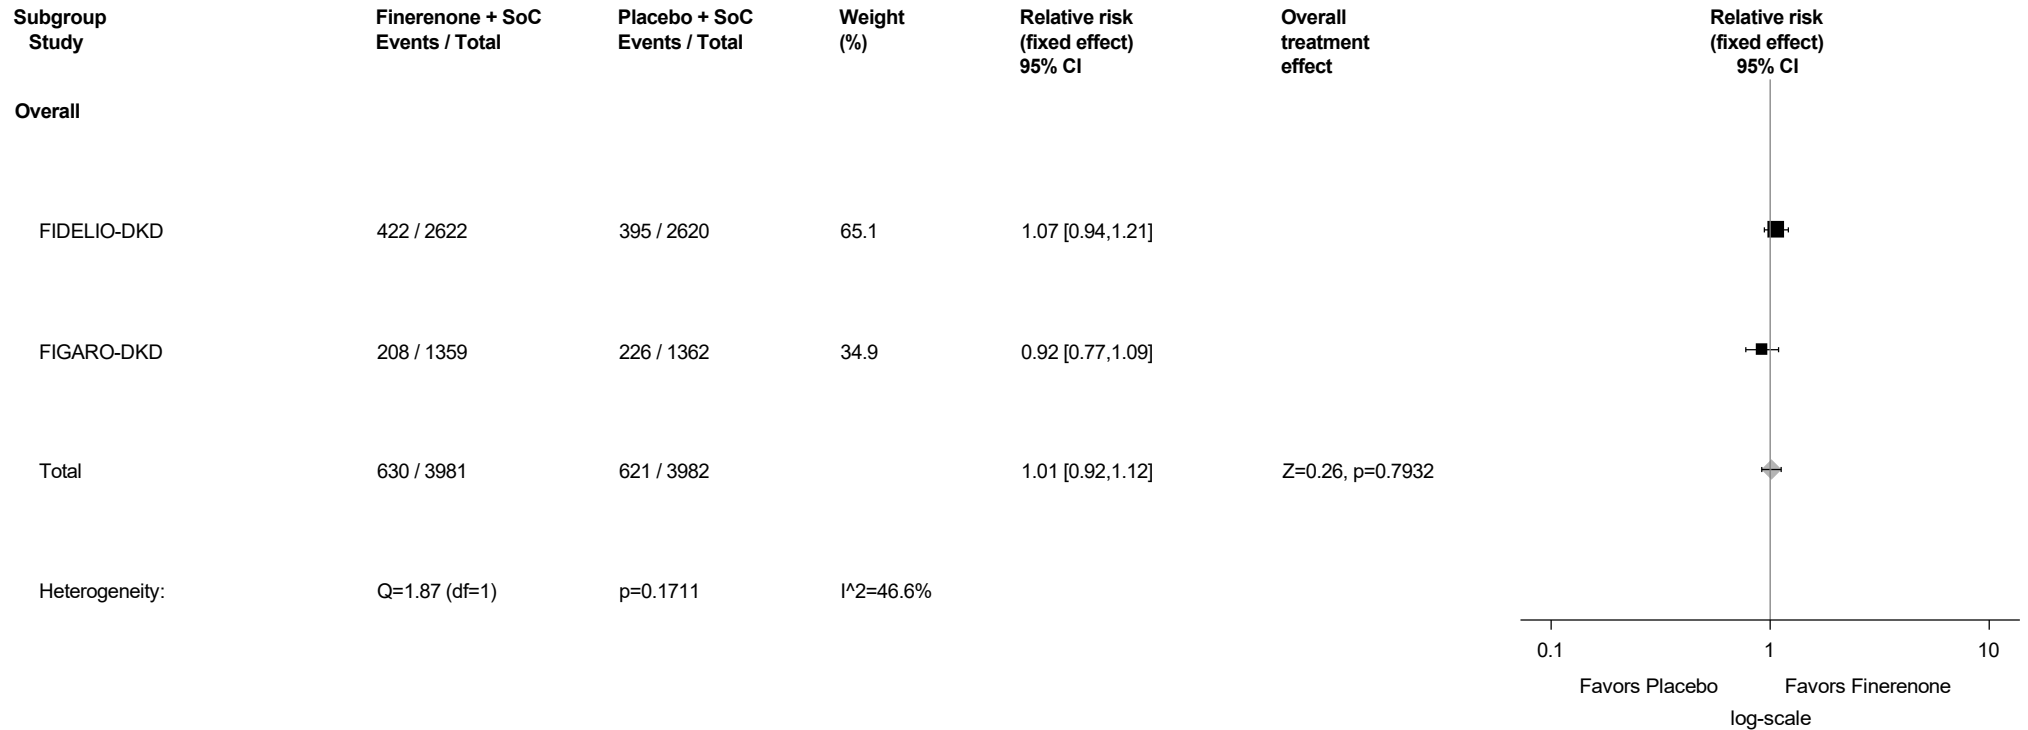 Subgroup Finerenone + SoC Placebo + SoC Weight Relative risk Overall Relative risk
Study Events / Total Events / Total (%) (fixed effect) treatment (fixed effect)
95% CI effect 95% CI
Overall
FIDELIO-DKD 422 / 2622 395 / 2620 65.1 1.07 [0.94,1.21]
FIGARO-DKD 208 / 1359 226 / 1362 34.9 0.92 [0.77,1.09]
Total 630 / 3981 621 / 3982 1.01 [0.92,1.12] Z=0.26, p=0.7932
Heterogeneity: Q=1.87 (df=1) p=0.1711 I^2=46.6%
0.1 1 10
Favors Placebo Favors Finerenone
log-scale